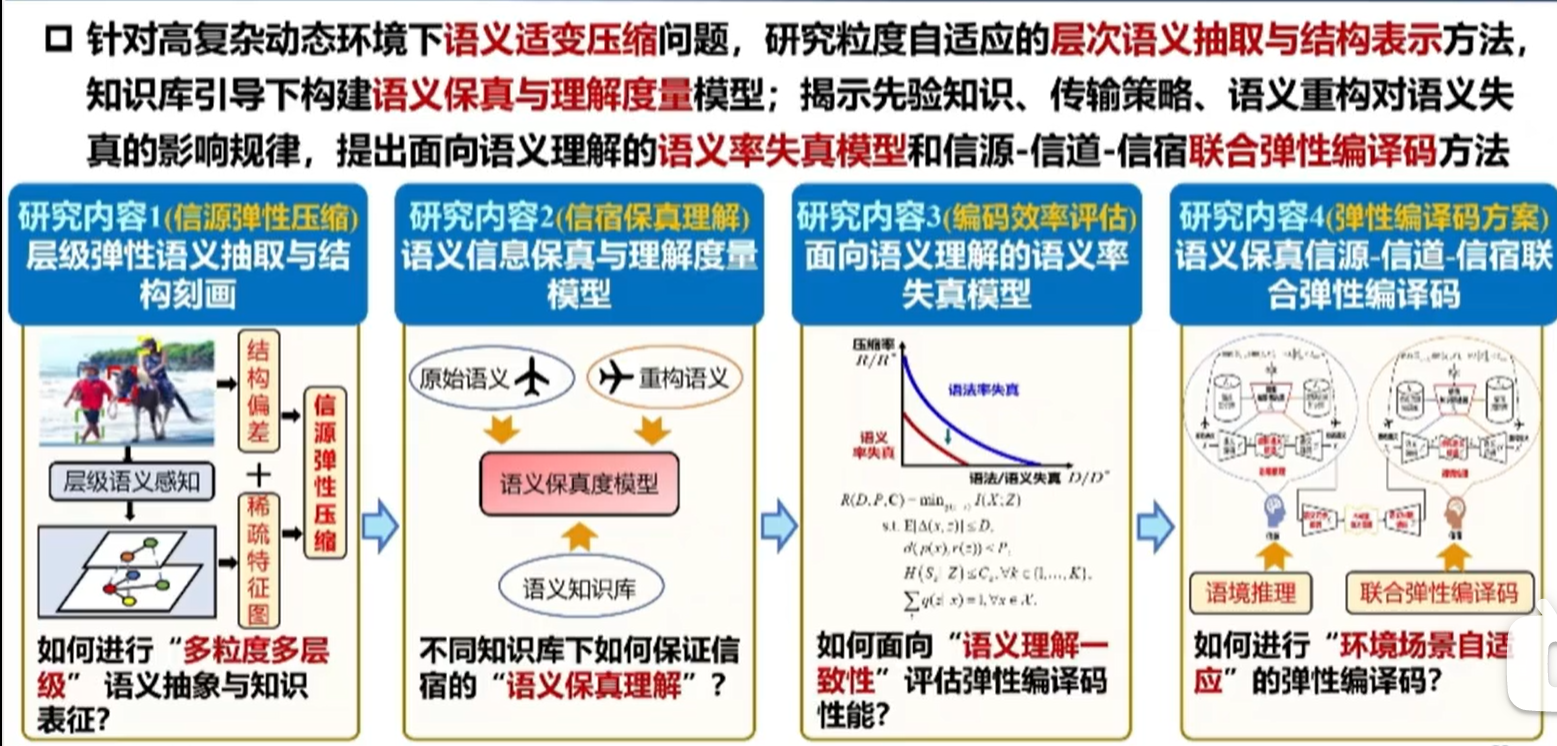 口 针对高复杂动态环境下语义适变压缩问题，研究粒度自适应的层次语义抽取与结构表示方法，
知识库引导下构建语义保真与理解度量模型；揭示先验知识、传输策略、语义重构对语义失
真的影响规律，提出面向语义理解的语义率失真模型和信源-信道-信宿联合弹性编译码方法
研究内容1(信源弹性压缩)
层级弹性语义抽取与结
构刻画
结构偏差
+
稀疏特征图
信源弹性压缩
层级语义感知
如何进行“多粒度多层
级”语义抽象与知识
表征？
研究内容2(信宿保真理解)
语义信息保真与理解度量
模型
原始语义
重构语义
语义保真度模型
语义知识库
不同知识库下如何保证信
宿的“语义保真理解”？
研究内容3(编码效率评估)
面向语义理解的语义率
失真模型
压缩率
R/R*
语法率失真
语义
率失真
语法/语义失真 D/D*
R(D,P,C)=min I(X;Z)
s.t. E[Δ(x,z)]≤D,
d(p(x),r(z))<P,
∑q(z|x)=1,∀x∈𝒳.
如何面向“语义理解一
致性”评估弹性编译码
性能？
研究内容4(弹性编译码方案)
语义保真信源-信道-信宿联
合弹性编译码
语境推理
联合弹性编译码
如何进行“环境场景自适
应”的弹性编译码？